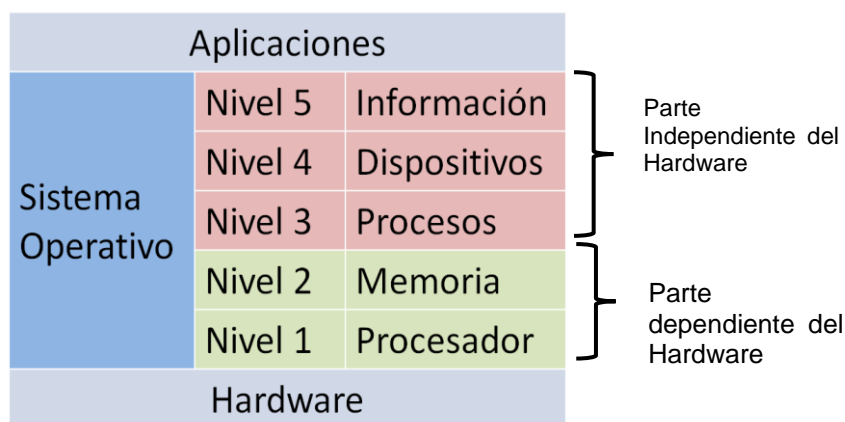 Aplicaciones
Sistema
Operativo
Nivel 5 Información
Nivel 4 Dispositivos
Nivel 3 Procesos
Nivel 2 Memoria
Nivel 1 Procesador
Hardware
Parte
Independiente del
Hardware
Parte
dependiente del
Hardware